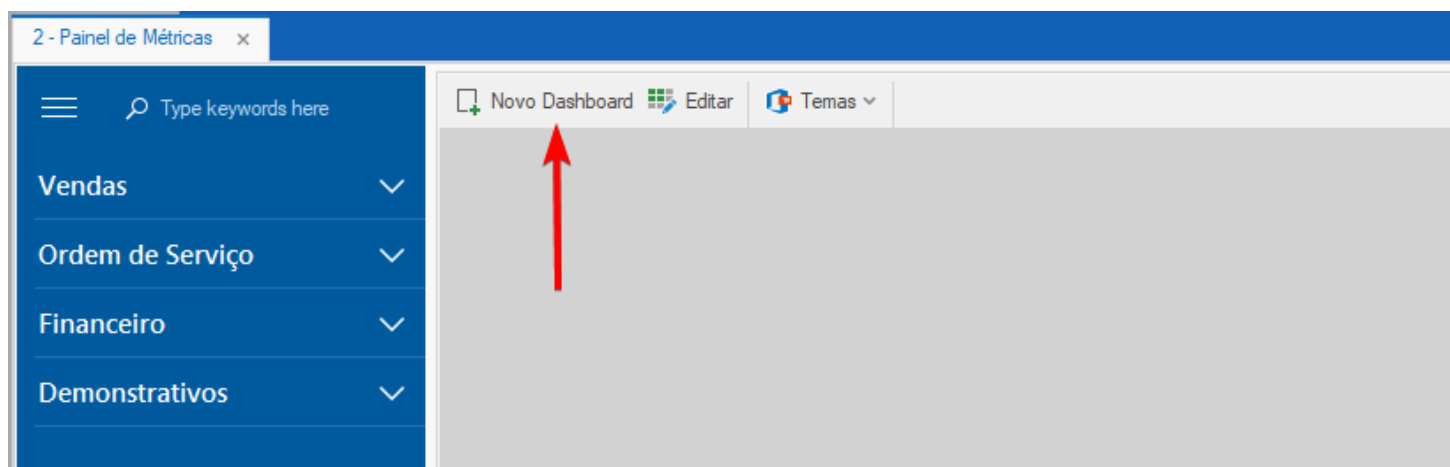 2 - Painel de Métricas
Type keywords here
Novo Dashboard Editar Temas
Vendas
Ordem de Serviço
Financeiro
Demonstrativos